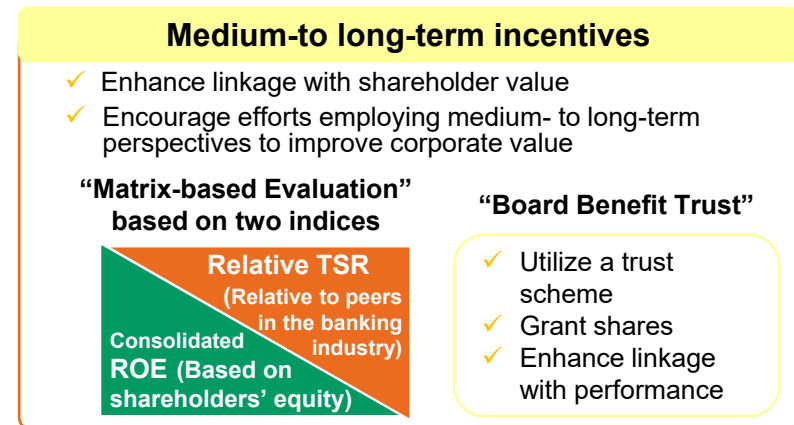 Medium-to long-term incentives
✓ Enhance linkage with shareholder value
✓ Encourage efforts employing medium- to long-term
perspectives to improve corporate value
“Matrix-based Evaluation”
based on two indices
Relative TSR
(Relative to peers
in the banking
industry)
Consolidated
ROE (Based on
shareholders’ equity)
“Board Benefit Trust”
✓ Utilize a trust
scheme
✓ Grant shares
✓ Enhance linkage
with performance